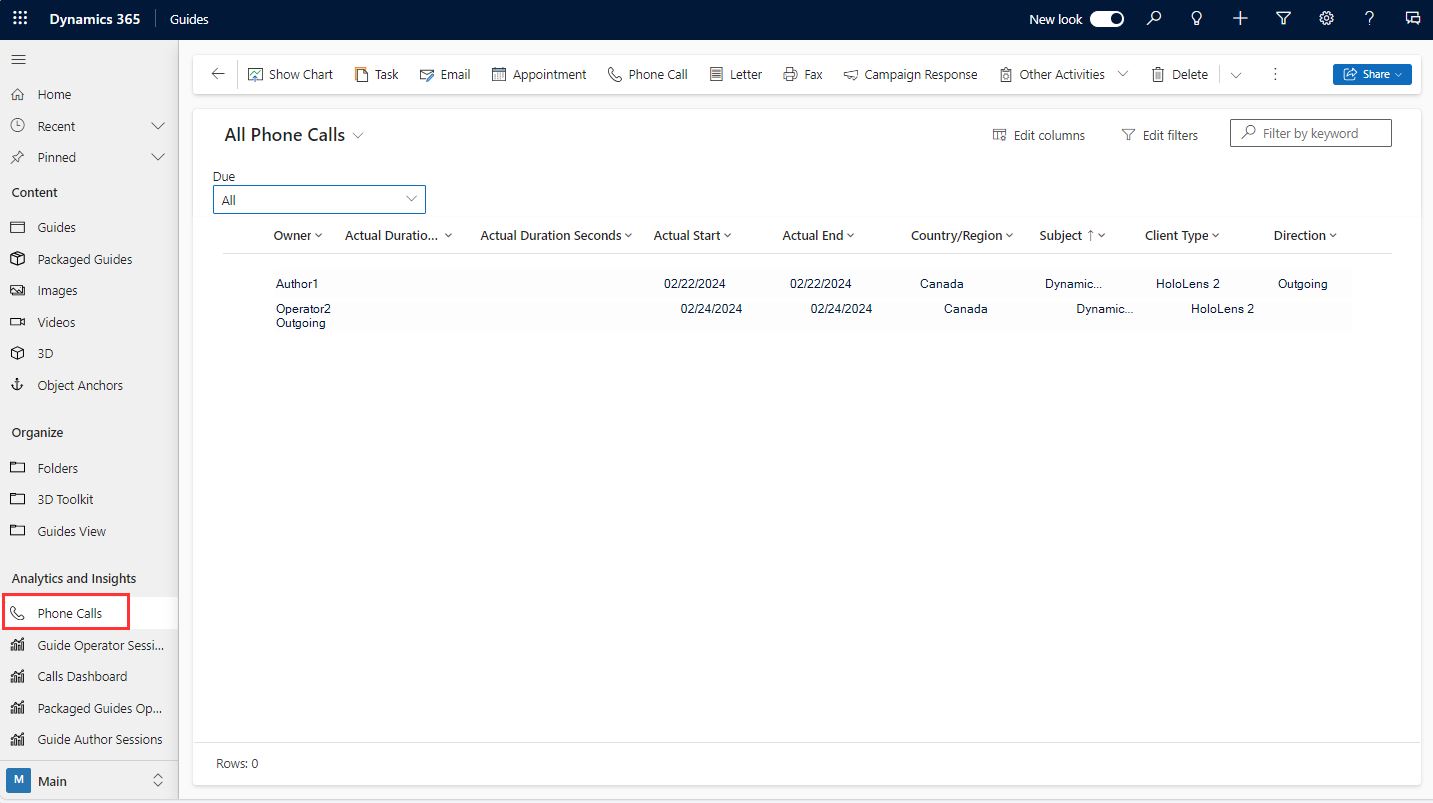 Dynamics 365 Guides New look
Show Chart Task Email Appointment Phone Call Letter Fax Campaign Response Other Activities Delete Share
Home
Recent
Pinned
Content
Guides
Packaged Guides
Images
Videos
3D
Object Anchors
Organize
Folders
3D Toolkit
Guides View
Analytics and Insights
Phone Calls
Guide Operator Sessi...
Calls Dashboard
Packaged Guides Op...
Guide Author Sessions
M Main
All Phone Calls Edit columns Edit filters Filter by keyword
Due
All
Owner Actual Duratio... Actual Duration Seconds Actual Start Actual End Country/Region Subject ↑ Client Type Direction
Author1 02/22/2024 02/22/2024 Canada Dynamic... HoloLens 2 Outgoing
Operator2 02/24/2024 02/24/2024 Canada Dynamic... HoloLens 2
Outgoing
Rows: 0